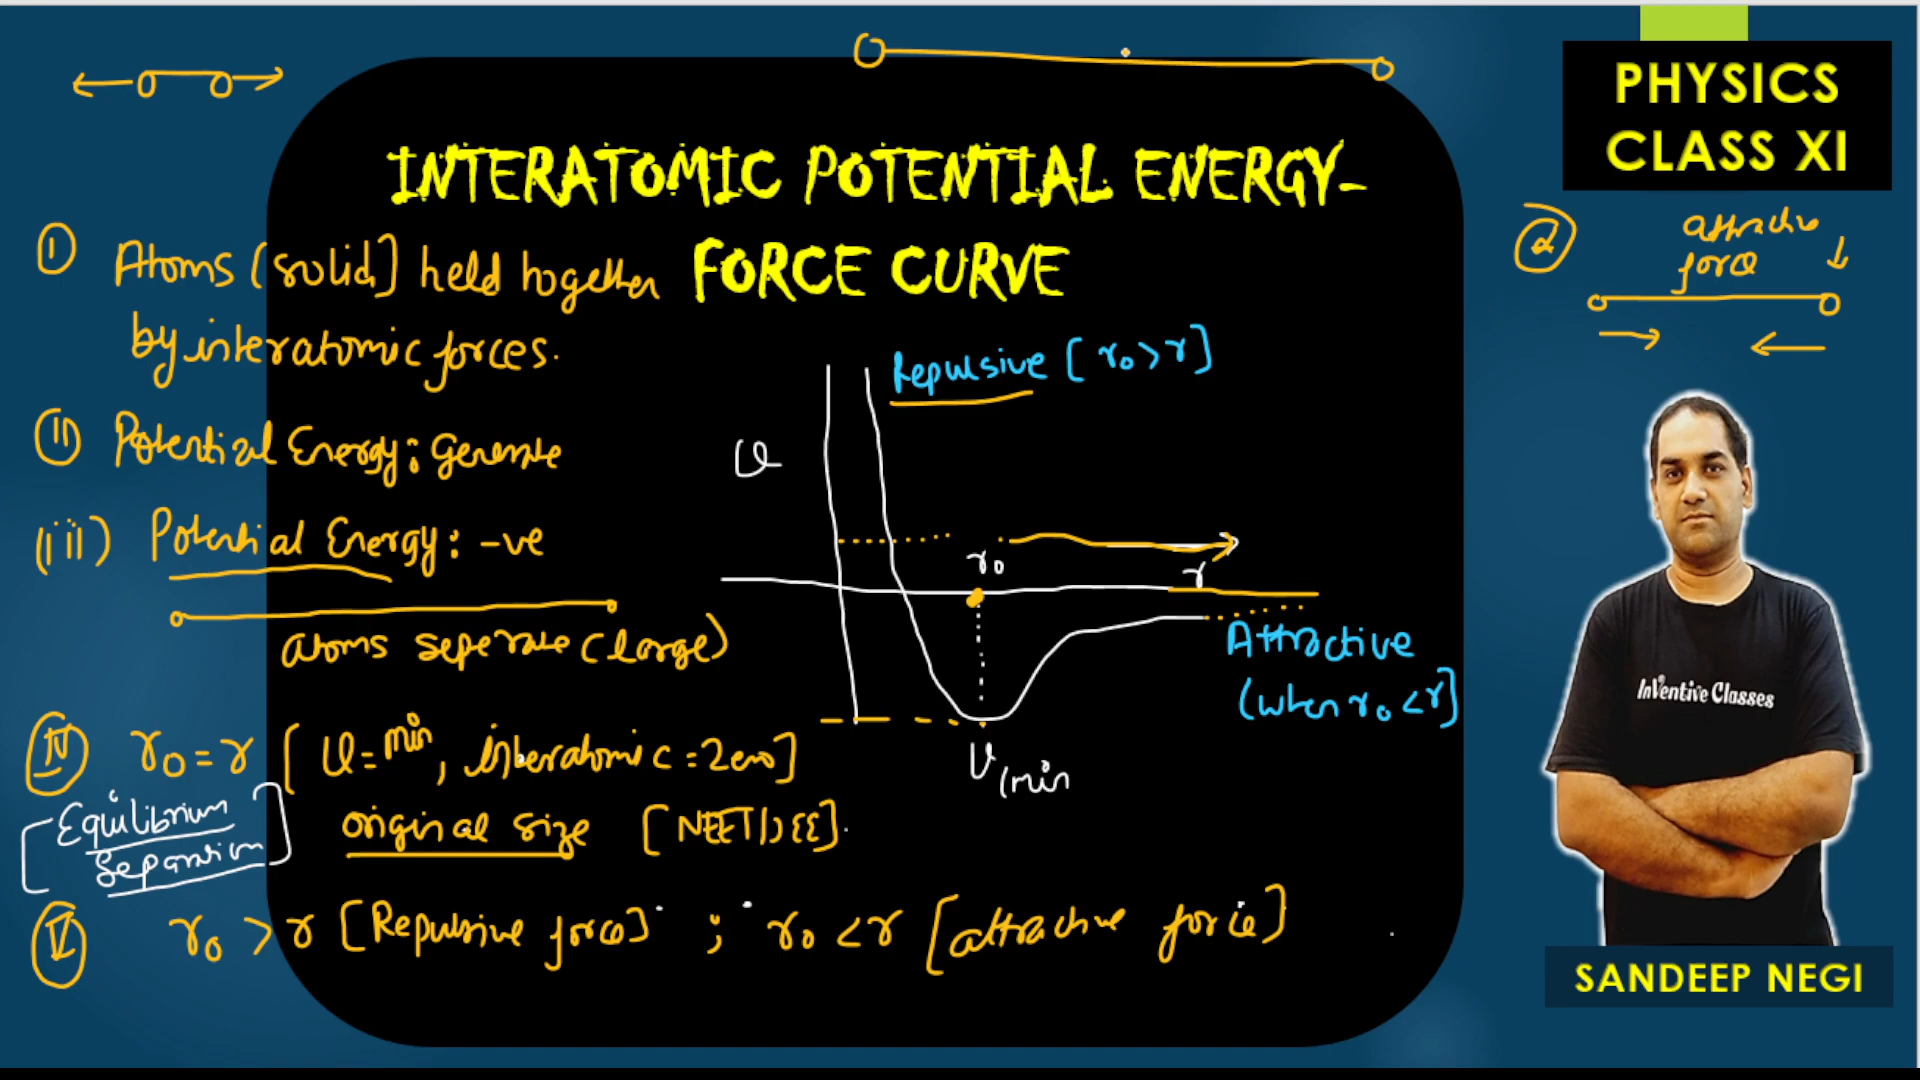 PHYSICS
CLASS XI
INTERATOMIC POTENTIAL ENERGY-
FORCE CURVE
① Atoms (solid] held together
by interatomic forces.
② attractive
force ↓
Repulsive [r₀>r]
(II) Potential Energy: Generate
U
(iii) Potential Energy: -ve
r₀
r
atoms seperate (large)
Attractive
(when r₀<r]
Inventive Classes
(IV) r₀=r [U=min, interatomic=Zero]
U(min
[Equilibrium
Separation]
original size [NEET/JEE].
(V) r₀>r [Repulsive force] ; r₀<r [attractive force]
SANDEEP NEGI